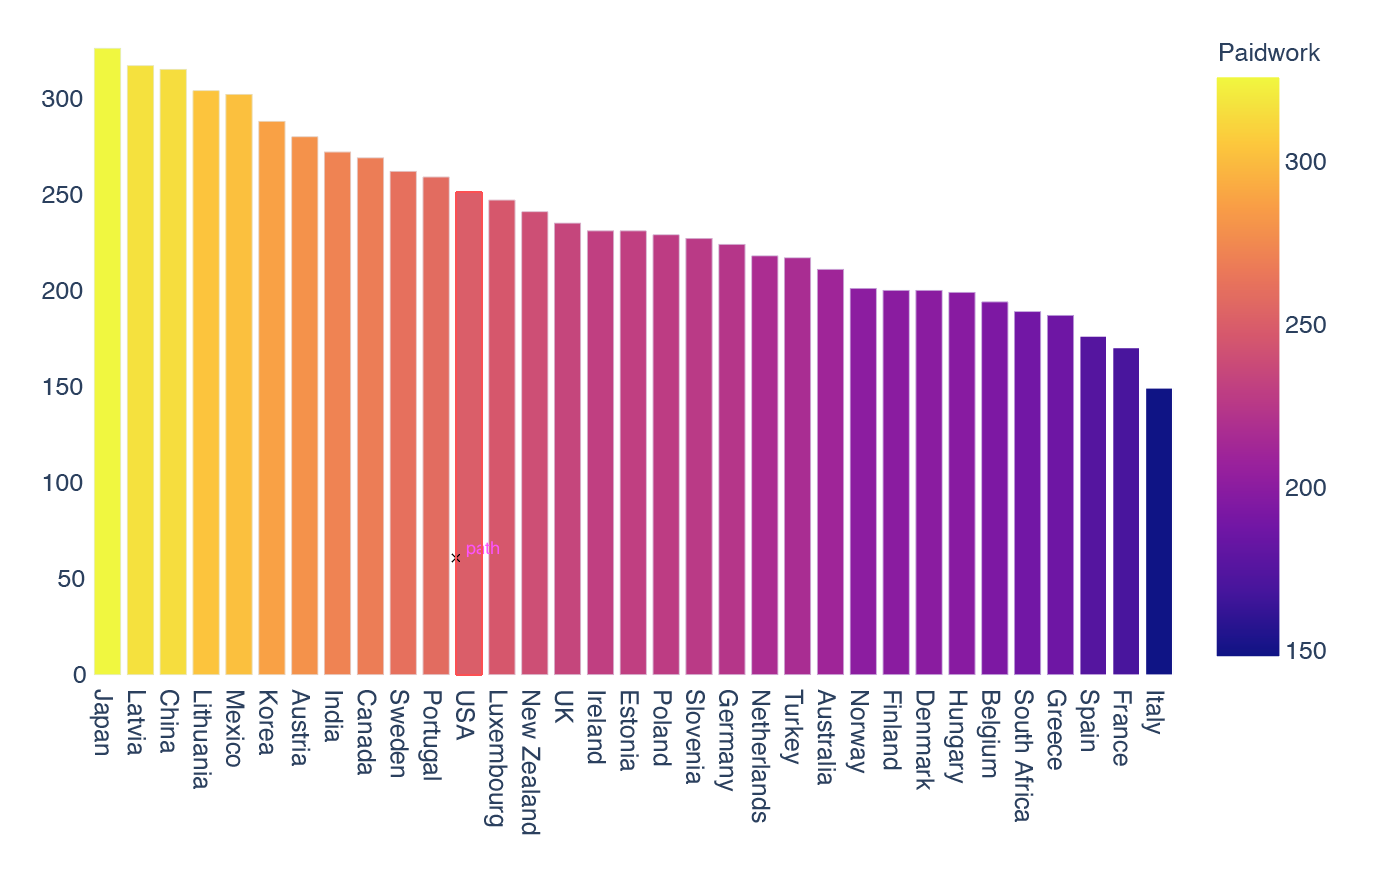 Paidwork
300
250
200
150
100
50
0
300
250
200
150
path
Japan
Latvia
China
Lithuania
Mexico
Korea
Austria
India
Canada
Sweden
Portugal
USA
Luxembourg
New Zealand
UK
Ireland
Estonia
Poland
Slovenia
Germany
Netherlands
Turkey
Australia
Norway
Finland
Denmark
Hungary
Belgium
South Africa
Greece
Spain
France
Italy